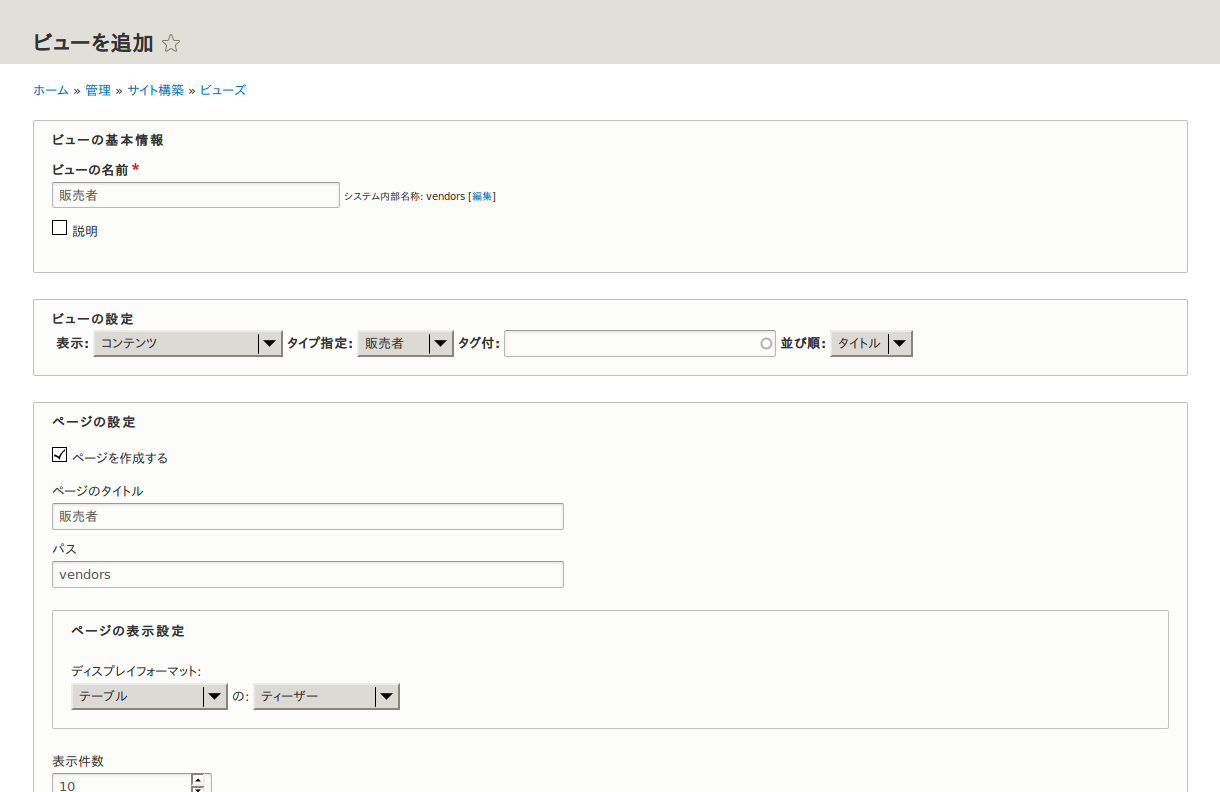 ビューを追加
ホーム » 管理 » サイト構築 » ビューズ
ビューの基本情報
ビューの名前 *
販売者 システム内部名称: vendors [編集]
説明
ビューの設定
表示: コンテンツ タイプ指定: 販売者 タグ付: 並び順: タイトル
ページの設定
ページを作成する
ページのタイトル
販売者
パス
vendors
ページの表示設定
ディスプレイフォーマット:
テーブル の: ティーザー
表示件数
10